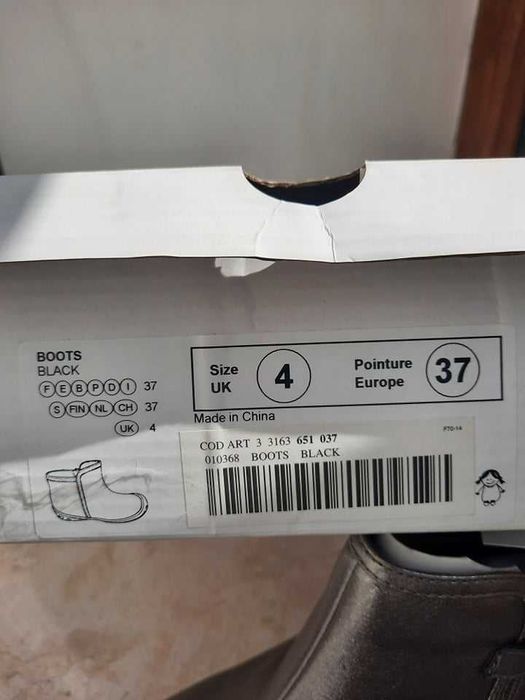 BOOTS
BLACK
F E B P D I 37
S FIN NL CH 37
UK 4
Size
UK
4
Pointure
Europe
37
Made in China
P70-14
COD ART 3 3163 651 037
010368 BOOTS BLACK